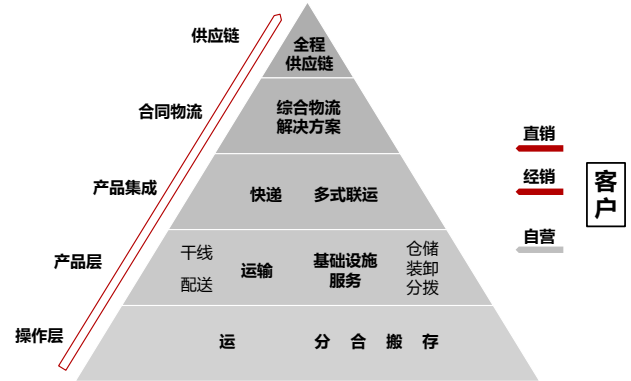 供应链
全程
供应链
合同物流
综合物流
解决方案
产品集成
快递 多式联运
产品层
干线
配送
运输
基础设施
服务
仓储
装卸
分拨
操作层
运 分 合 搬 存
直销
经销
自营
客
户